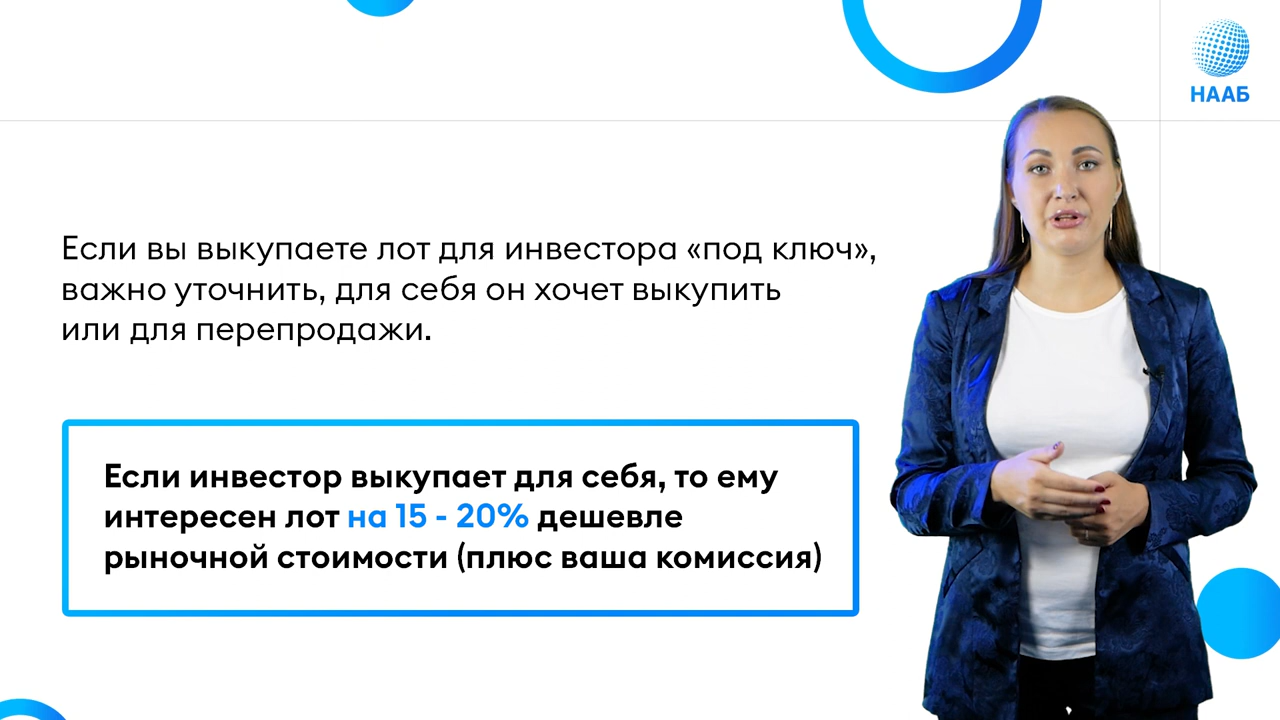 НААБ
Если вы выкупаете лот для инвестора «под ключ»,
важно уточнить, для себя он хочет выкупить
или для перепродажи.
Если инвестор выкупает для себя, то ему
интересен лот на 15 - 20% дешевле
рыночной стоимости (плюс ваша комиссия)